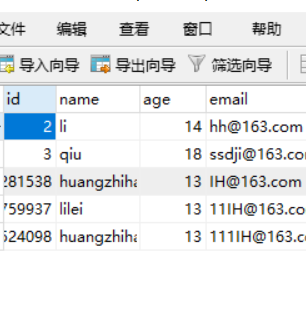 文件 编辑 查看 窗口 帮助
导入向导 导出向导 筛选向导
id name age email
2 li 14 hh@163.com
3 qiu 18 ssdji@163.co
281538 huangzhiha 13 IH@163.com
759937 lilei 13 11IH@163.co
524098 huangzhiha 13 111IH@163.c